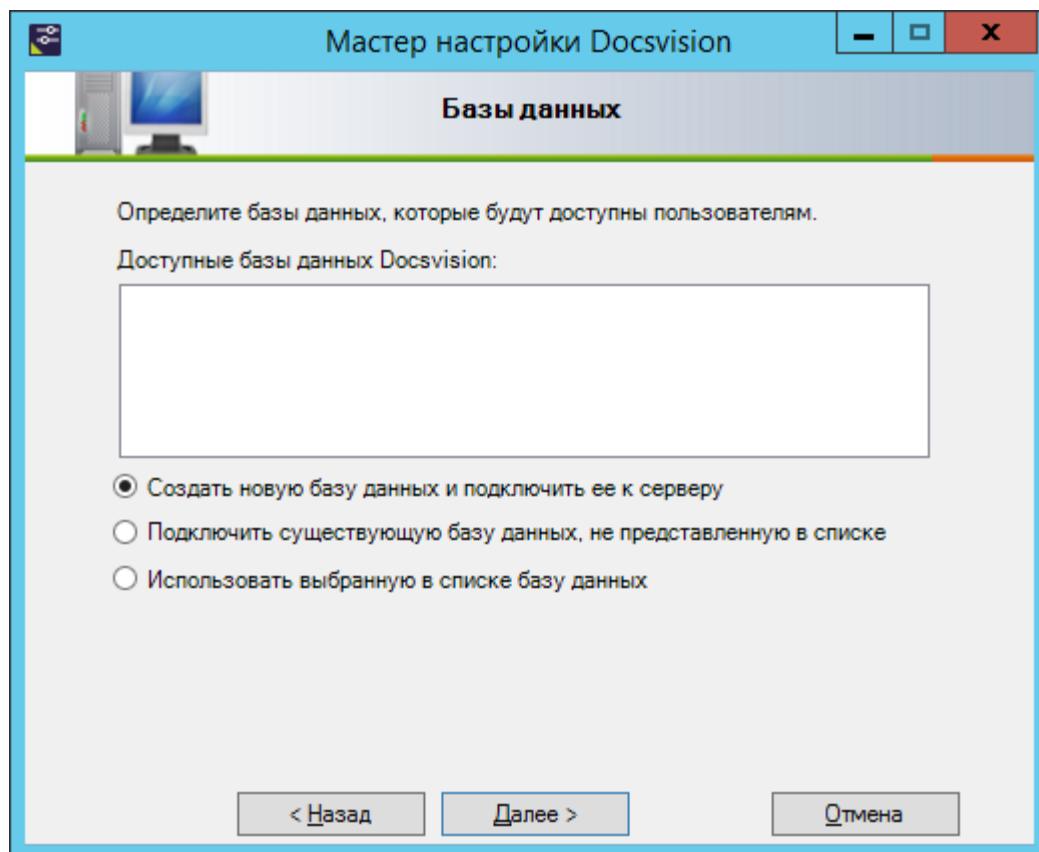 Мастер настройки Docsvision
Базы данных
Определите базы данных, которые будут доступны пользователям.
Доступные базы данных Docsvision:
Создать новую базу данных и подключить ее к серверу
Подключить существующую базу данных, не представленную в списке
Использовать выбранную в списке базу данных
< Назад Далее > Отмена